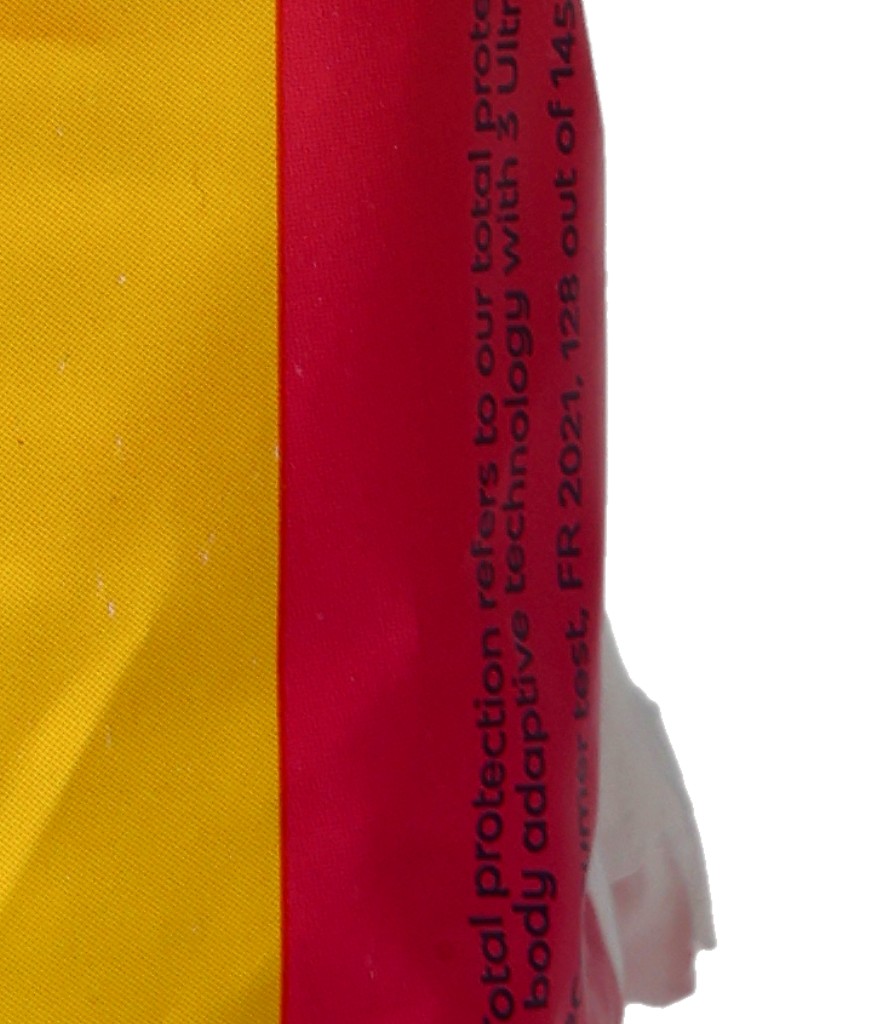 otal protection refers to our total prote
body adaptive technology with 3 Ultr
umer test, FR 2021, 128 out of 145